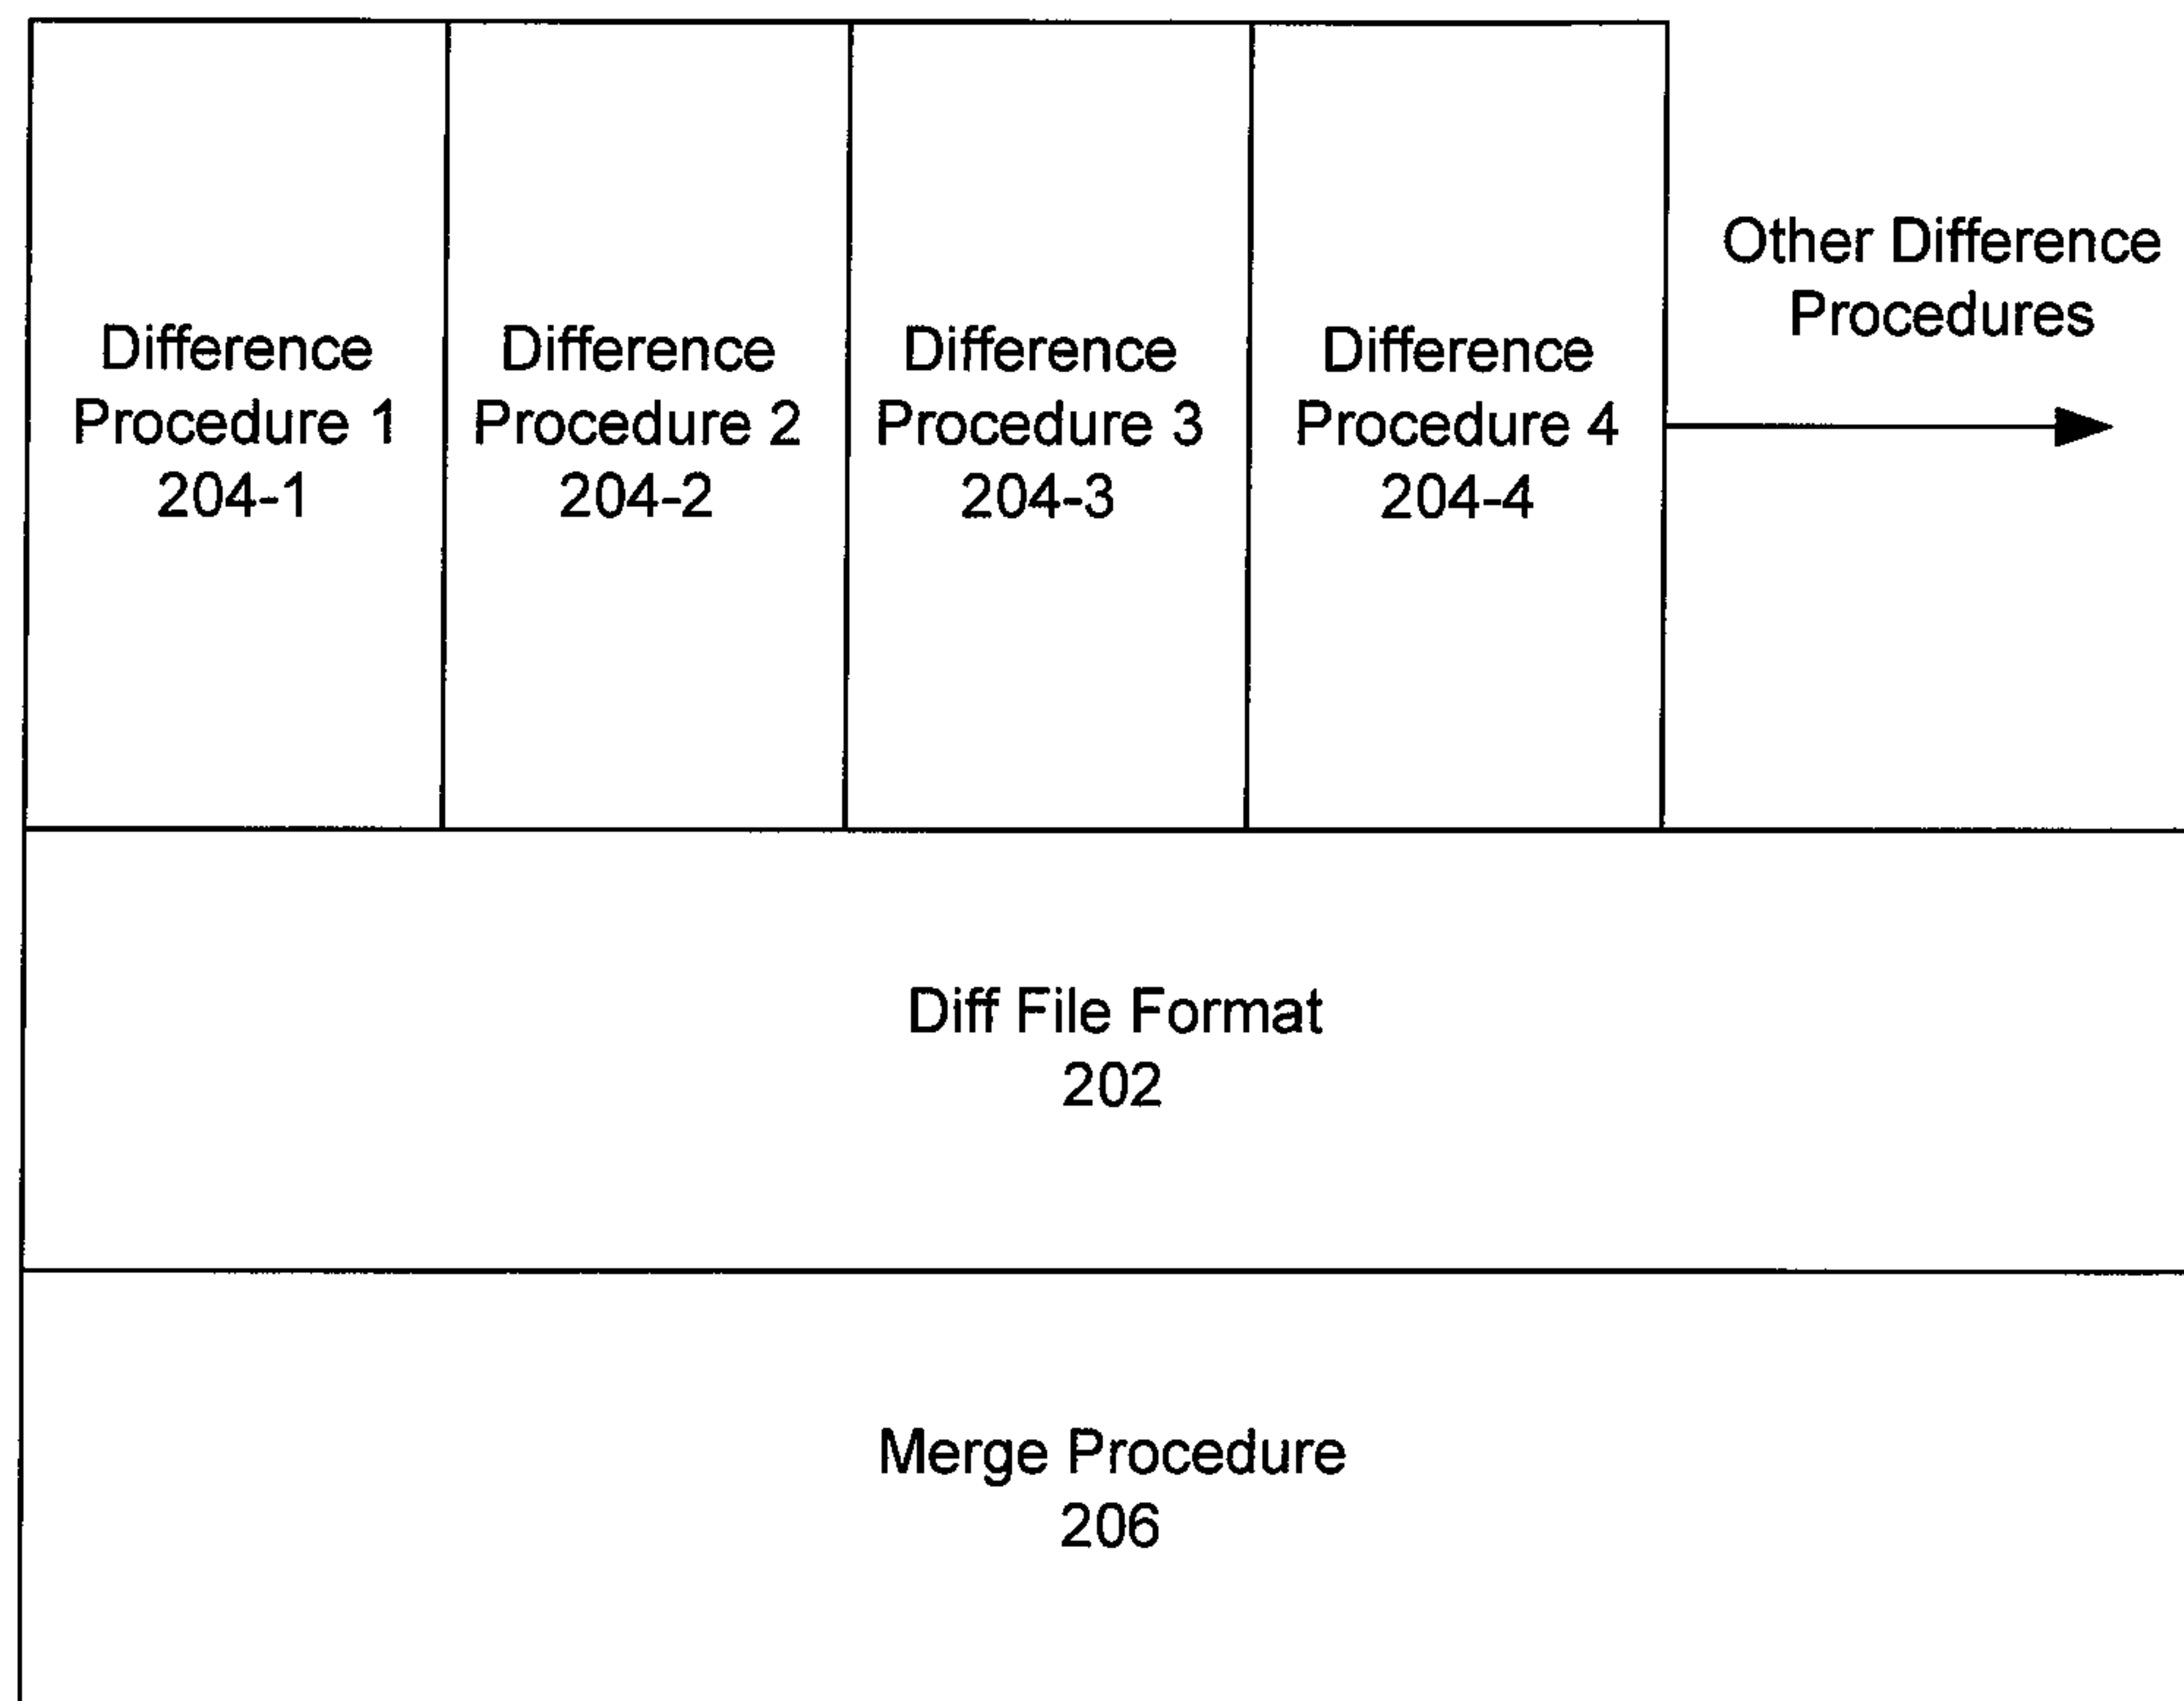 Difference
Procedure 1
204-1
Difference
Procedure 2
204-2
Difference
Procedure 3
204-3
Difference
Procedure 4
204-4
Other Difference
Procedures
Diff File Format
202
Merge Procedure
206